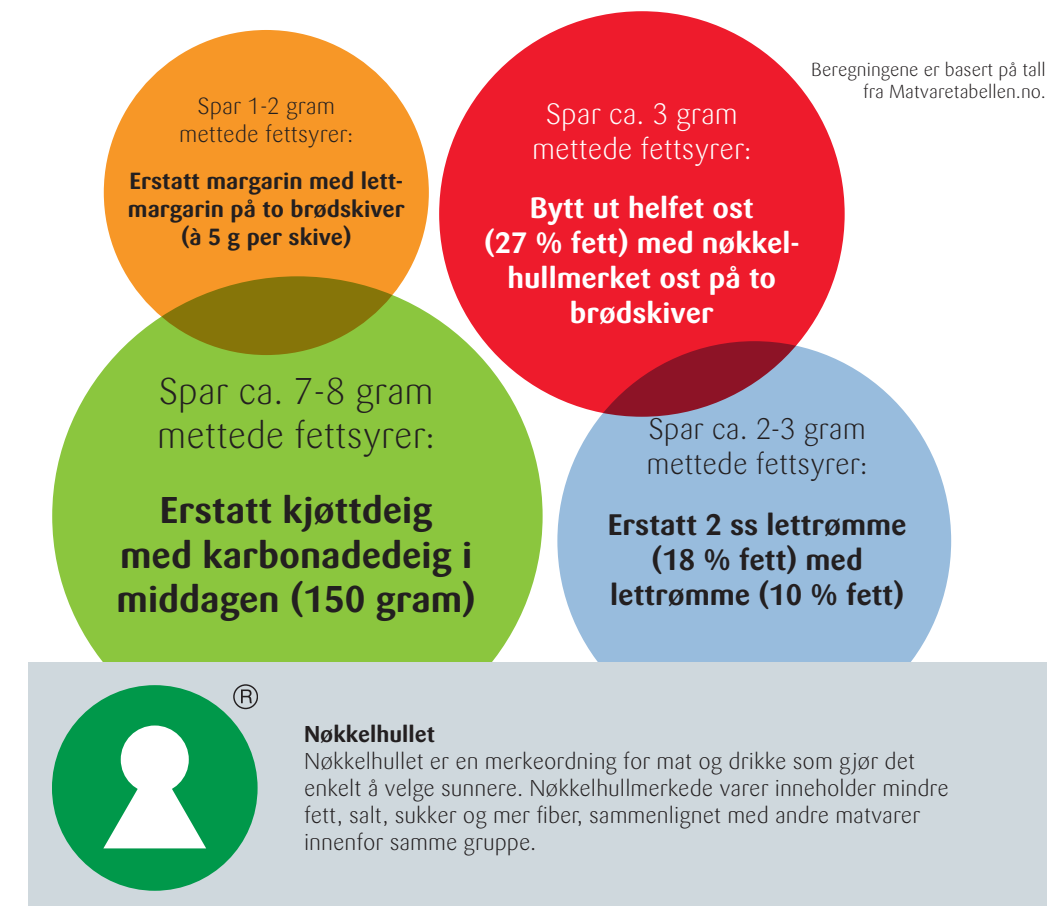 Beregningene er basert på tall
fra Matvaretabellen.no.
Spar 1-2 gram
mettede fettsyrer:
Erstatt margarin med lett-
margarin på to brødskiver
(à 5 g per skive)
Spar ca. 3 gram
mettede fettsyrer:
Bytt ut helfet ost
(27 % fett) med nøkkel-
hullmerket ost på to
brødskiver
Spar ca. 7-8 gram
mettede fettsyrer:
Erstatt kjøttdeig
med karbonadedeig i
middagen (150 gram)
Spar ca. 2-3 gram
mettede fettsyrer:
Erstatt 2 ss lettrømme
(18 % fett) med
lettrømme (10 % fett)
®
Nøkkelhullet
Nøkkelhullet er en merkeordning for mat og drikke som gjør det
enkelt å velge sunnere. Nøkkelhullmerkede varer inneholder mindre
fett, salt, sukker og mer fiber, sammenlignet med andre matvarer
innenfor samme gruppe.